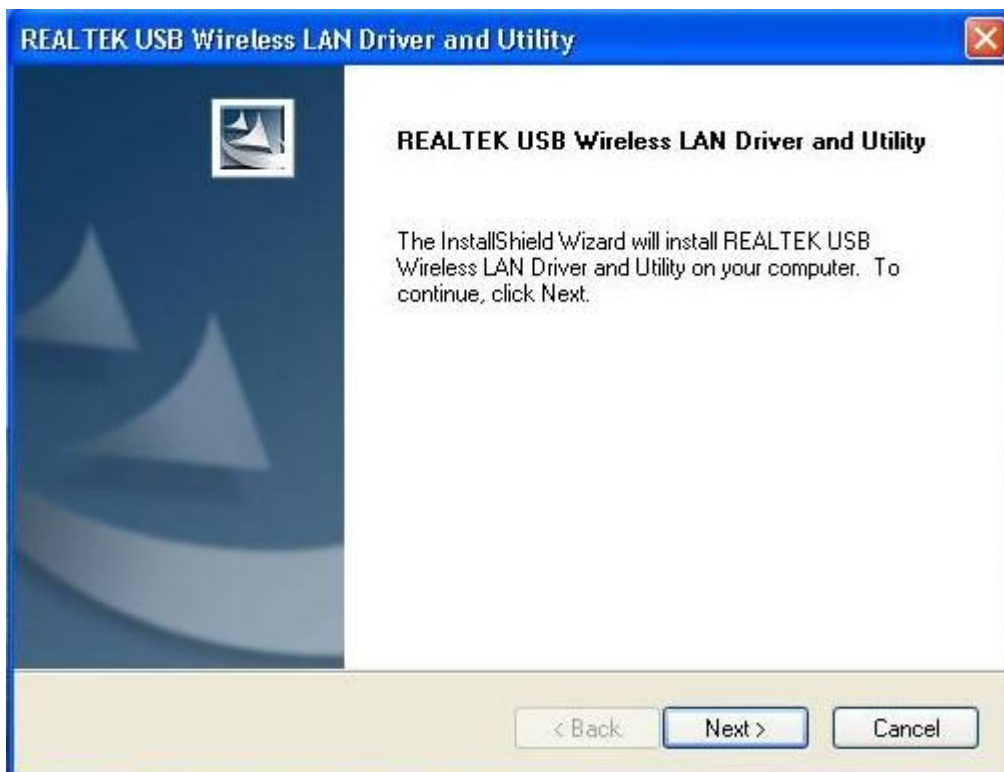 REALTEK USB Wireless LAN Driver and Utility
REALTEK USB Wireless LAN Driver and Utility
The InstallShield Wizard will install REALTEK USB
Wireless LAN Driver and Utility on your computer.  To
continue, click Next.
< Back
Next >
Cancel